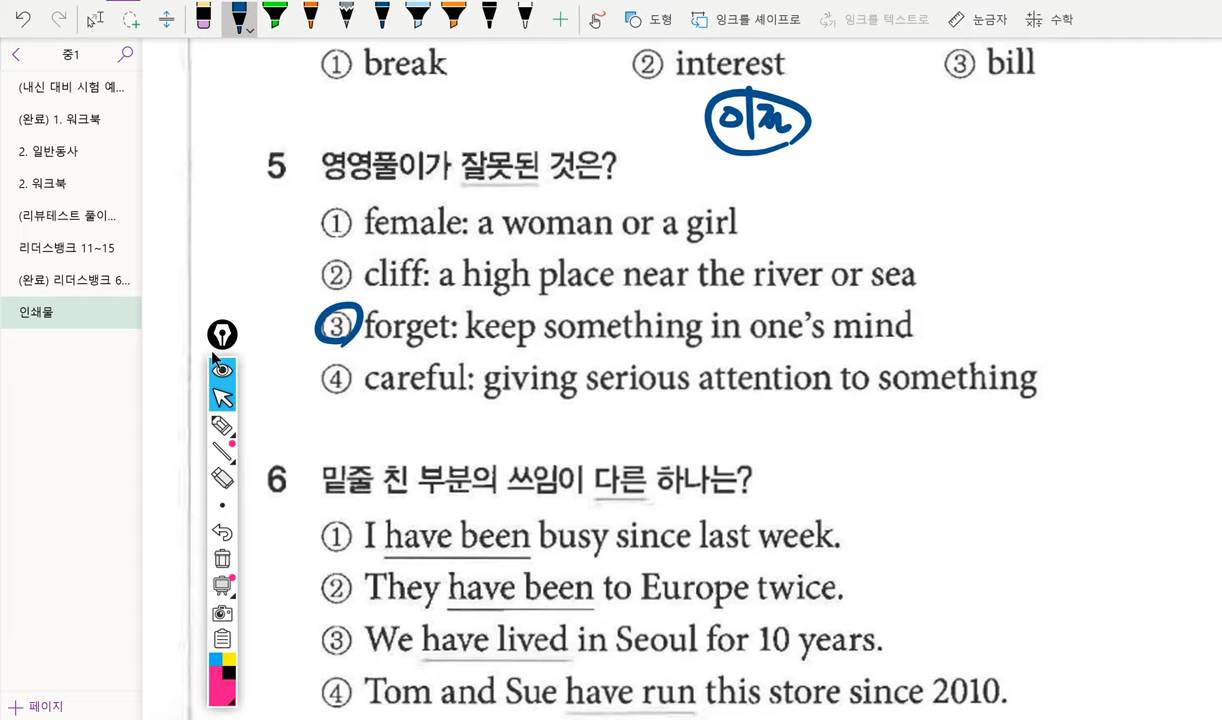 도형
잉크를 셰이프로
잉크를 텍스트로
눈금자
수학
중1
(내신 대비 시험 예...
(완료) 1. 워크북
2. 일반동사
2. 워크북
(리뷰테스트 풀이...
리더스뱅크 11~15
(완료) 리더스뱅크 6...
인쇄물
페이지
① break ② interest ③ bill
이자
5 영영풀이가 잘못된 것은?
① female: a woman or a girl
② cliff: a high place near the river or sea
③ forget: keep something in one's mind
④ careful: giving serious attention to something
6 밑줄 친 부분의 쓰임이 다른 하나는?
① I have been busy since last week.
② They have been to Europe twice.
③ We have lived in Seoul for 10 years.
④ Tom and Sue have run this store since 2010.